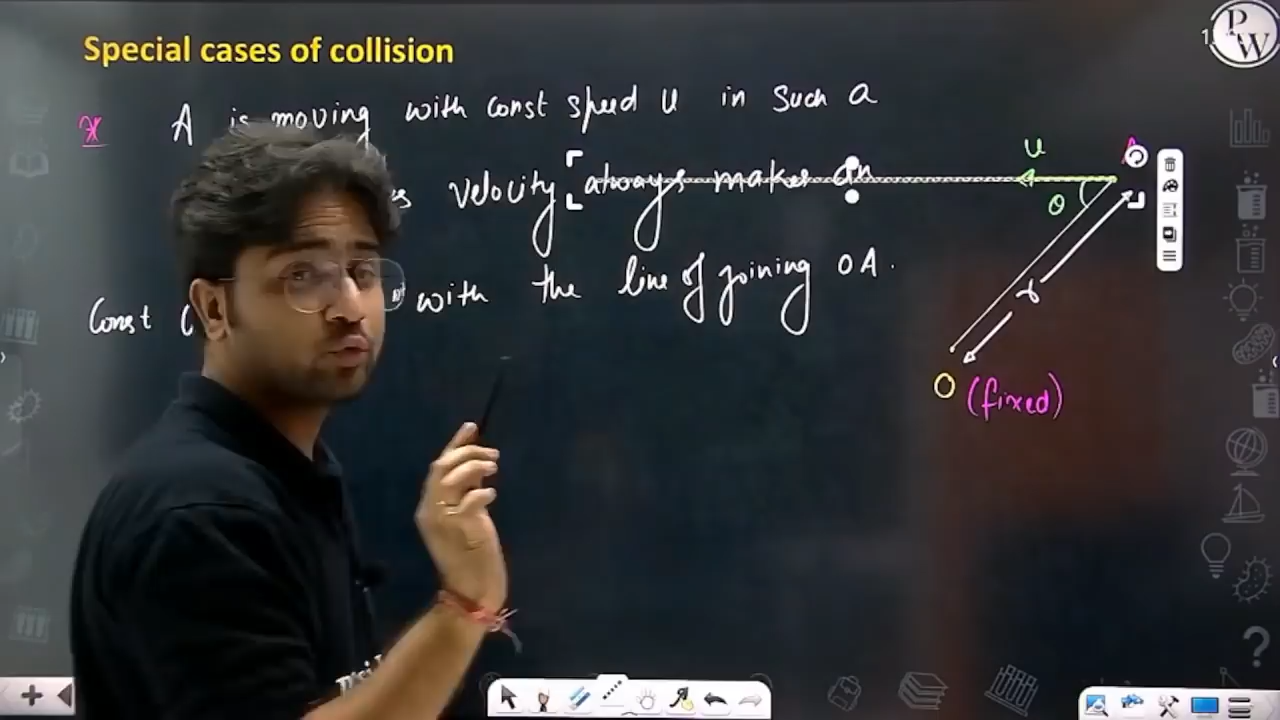 Special cases of collision
P
W
1.
A is moving with const speed u in such a
velocity always makes an
const with the line of joining OA.
u
θ
r
O (fixed)